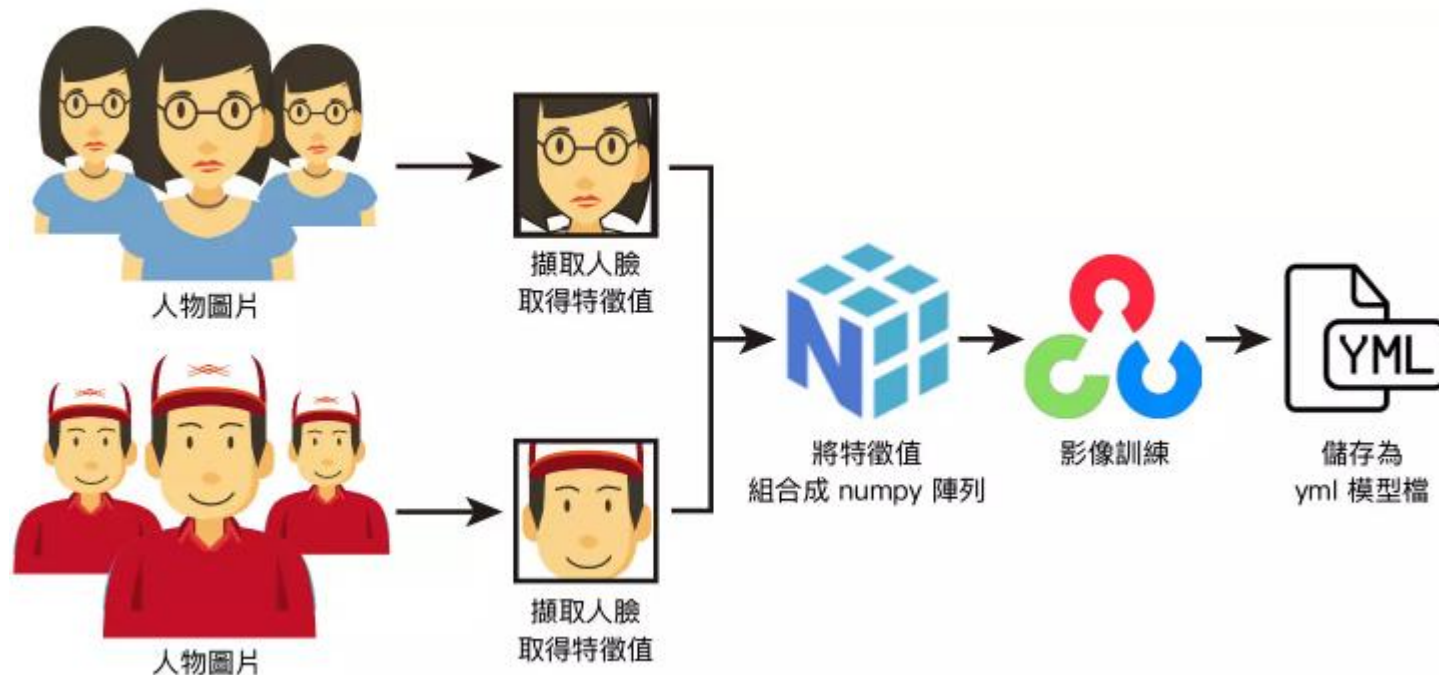 人物圖片
擷取人臉
取得特徵值
人物圖片
擷取人臉
取得特徵值
將特徵值
組合成 numpy 陣列
影像訓練
YML
儲存為
yml 模型檔